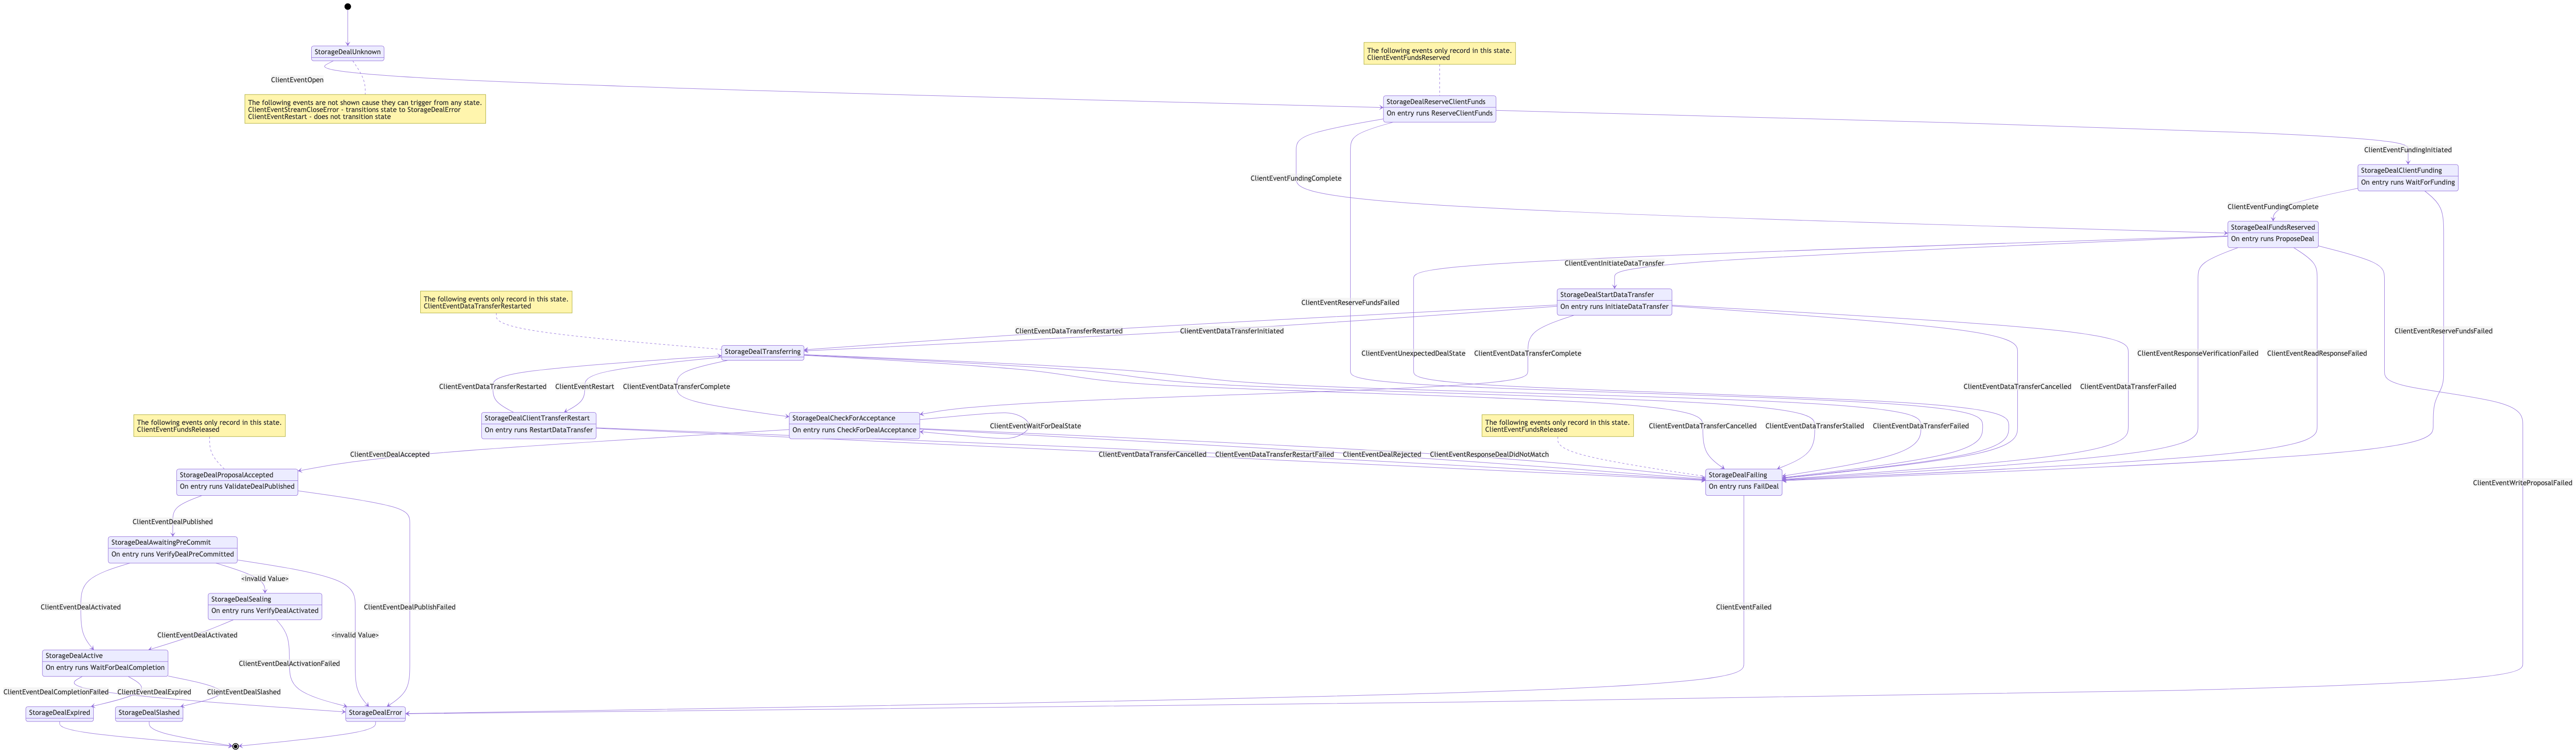 StorageDealUnknown
The following events only record in this state.
ClientEventFundsReserved
ClientEventOpen
The following events are not shown cause they can trigger from any state.
ClientEventStreamCloseError - transitions state to StorageDealError
ClientEventRestart - does not transition state
StorageDealReserveClientFunds
On entry runs ReserveClientFunds
ClientEventFundingInitiated
StorageDealClientFunding
On entry runs WaitForFunding
ClientEventFundingComplete
ClientEventFundingComplete
StorageDealFundsReserved
On entry runs ProposeDeal
ClientEventInitiateDataTransfer
The following events only record in this state.
ClientEventDataTransferRestarted
StorageDealStartDataTransfer
On entry runs InitiateDataTransfer
ClientEventReserveFundsFailed
ClientEventDataTransferRestarted
ClientEventDataTransferInitiated
ClientEventReserveFundsFailed
StorageDealTransferring
ClientEventUnexpectedDealState
ClientEventDataTransferComplete
ClientEventResponseVerificationFailed
ClientEventReadResponseFailed
ClientEventDataTransferRestarted
ClientEventRestart
ClientEventDataTransferComplete
ClientEventDataTransferCancelled
ClientEventDataTransferFailed
The following events only record in this state.
ClientEventFundsReleased
StorageDealClientTransferRestart
On entry runs RestartDataTransfer
StorageDealCheckForAcceptance
On entry runs CheckForDealAcceptance
ClientEventWaitForDealState
The following events only record in this state.
ClientEventFundsReleased
ClientEventDataTransferCancelled
ClientEventDataTransferStalled
ClientEventDataTransferFailed
ClientEventDealAccepted
ClientEventDataTransferCancelled
ClientEventDataTransferRestartFailed
ClientEventDealRejected
ClientEventResponseDealDidNotMatch
StorageDealProposalAccepted
On entry runs ValidateDealPublished
StorageDealFailing
On entry runs FailDeal
ClientEventWriteProposalFailed
ClientEventDealPublished
StorageDealAwaitingPreCommit
On entry runs VerifyDealPreCommitted
<invalid Value>
StorageDealSealing
On entry runs VerifyDealActivated
ClientEventDealActivated
ClientEventDealPublishFailed
ClientEventFailed
ClientEventDealActivated
<invalid Value>
StorageDealActive
On entry runs WaitForDealCompletion
ClientEventDealActivationFailed
ClientEventDealCompletionFailed
ClientEventDealExpired
ClientEventDealSlashed
StorageDealExpired
StorageDealSlashed
StorageDealError